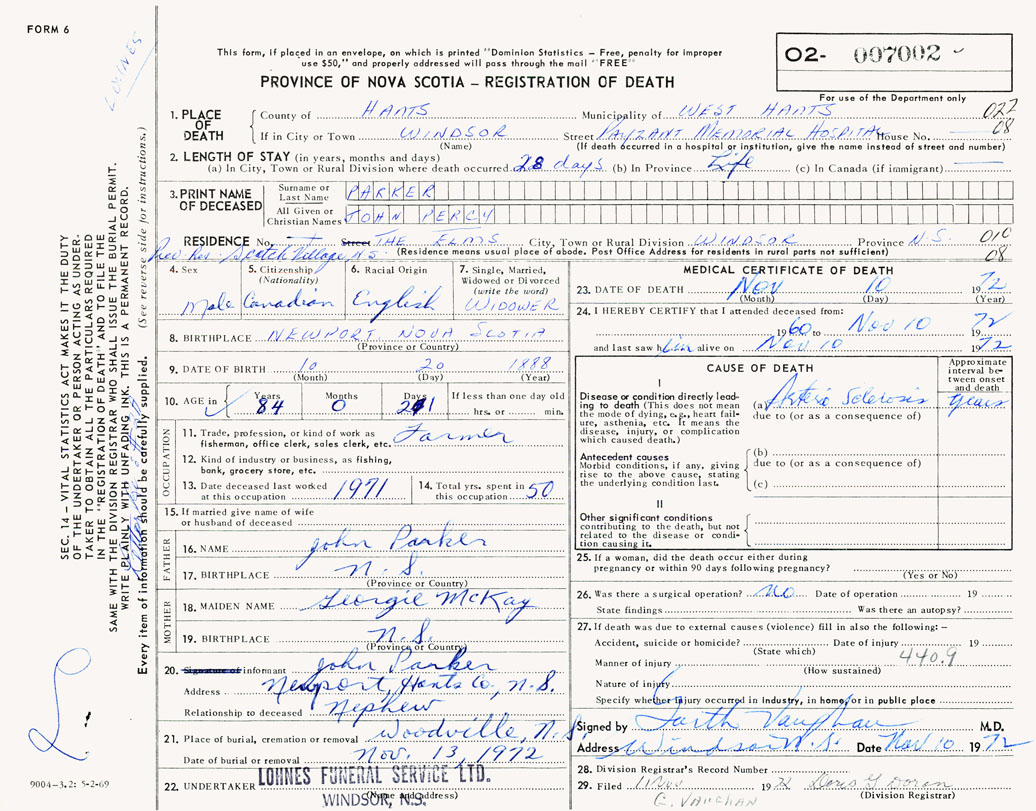 FORM 6
LOHNES
This form, if placed in an envelope, on which is printed "Dominion Statistics – Free, penalty for improper
use $50," and properly addressed will pass through the mail "FREE"
PROVINCE OF NOVA SCOTIA – REGISTRATION OF DEATH
O2- 007002
For use of the Department only
SEC. 14 – VITAL STATISTICS ACT MAKES IT THE DUTY
OF THE UNDERTAKER OR PERSON ACTING AS UNDER-
TAKER TO OBTAIN ALL THE PARTICULARS REQUIRED
IN THE "REGISTRATION OF DEATH" AND TO FILE THE
SAME WITH THE DIVISION REGISTRAR WHO SHALL ISSUE THE BURIAL PERMIT.
WRITE PLAINLY WITH UNFADING INK. THIS IS A PERMANENT RECORD.
Every item of information should be carefully supplied. (See reverse side for instructions.)
1. PLACE OF DEATH
County of HANTS Municipality of WEST HANTS 022
If in City or Town WINDSOR Street PAYZANT MEMORIAL HOSPITAL House No. 08
(Name) (If death occurred in a hospital or institution, give the name instead of street and number)
2. LENGTH OF STAY (in years, months and days)
(a) In City, Town or Rural Division where death occurred 28 days (b) In Province Life (c) In Canada (if immigrant)
3. PRINT NAME OF DECEASED
Surname or Last Name PARKER
All Given or Christian Names JOHN PERCY
RESIDENCE No. Street THE ELMS City, Town or Rural Division WINDSOR Province N.S. 010
Prev. Res. Scotch Village, N.S. (Residence means usual place of abode. Post Office Address for residents in rural parts not sufficient) 08
4. Sex Male
5. Citizenship (Nationality) Canadian
6. Racial Origin English
7. Single, Married, Widowed or Divorced (write the word) WIDOWER
8. BIRTHPLACE NEWPORT NOVA SCOTIA
(Province or Country)
9. DATE OF BIRTH 10 20 1888
(Month) (Day) (Year)
10. AGE in Years Months Days If less than one day old
84 0 21 hrs. or min.
OCCUPATION
11. Trade, profession, or kind of work as Farmer
fisherman, office clerk, sales clerk, etc.
12. Kind of industry or business, as fishing,
bank, grocery store, etc.
13. Date deceased last worked at this occupation 1971
14. Total yrs. spent in this occupation 50
15. If married give name of wife
or husband of deceased
FATHER
16. NAME John Parker
17. BIRTHPLACE N.S.
(Province or Country)
MOTHER
18. MAIDEN NAME Georgie McKay
19. BIRTHPLACE N.S.
(Province or Country)
20. Signature of informant John Parker
Address Newport, Hants Co., N.S.
Relationship to deceased Nephew
21. Place of burial, cremation or removal Woodville, N.S.
Date of burial or removal Nov. 13, 1972
22. UNDERTAKER LOHNES FUNERAL SERVICE LTD.
(Name and address)
WINDSOR, N.S.
MEDICAL CERTIFICATE OF DEATH
23. DATE OF DEATH Nov 10 1972
(Month) (Day) (Year)
24. I HEREBY CERTIFY that I attended deceased from:
1960 to Nov 10 1972
and last saw him alive on Nov 10 1972
CAUSE OF DEATH
Approximate interval between onset and death
I
Disease or condition directly lead-
ing to death (This does not mean
the mode of dying, e.g., heart fail-
ure, asthenia, etc. It means the
disease, injury, or complication
which caused death.)
(a) Arterio Sclerosis years
due to (or as a consequence of)
Antecedent causes
Morbid conditions, if any, giving
rise to the above cause, stating
the underlying condition last.
(b)
due to (or as a consequence of)
(c)
II
Other significant conditions
contributing to the death, but not
related to the disease or condi-
tion causing it.
25. If a woman, did the death occur either during
pregnancy or within 90 days following pregnancy?
(Yes or No)
26. Was there a surgical operation? no Date of operation 19
State findings Was there an autopsy?
27. If death was due to external causes (violence) fill in also the following: –
Accident, suicide or homicide? Date of injury 19
(State which)
Manner of injury 440.9
(How sustained)
Nature of injury
Specify whether injury occurred in industry, in home, or in public place
Signed by Garth Vaughan M.D.
Address Windsor N.S. Date Nov 10 1972
28. Division Registrar's Record Number
29. Filed 11 Nov 1972 Doris Y Doren
(Division Registrar)
G. VAUGHAN
9004-3.2: 5-2-69